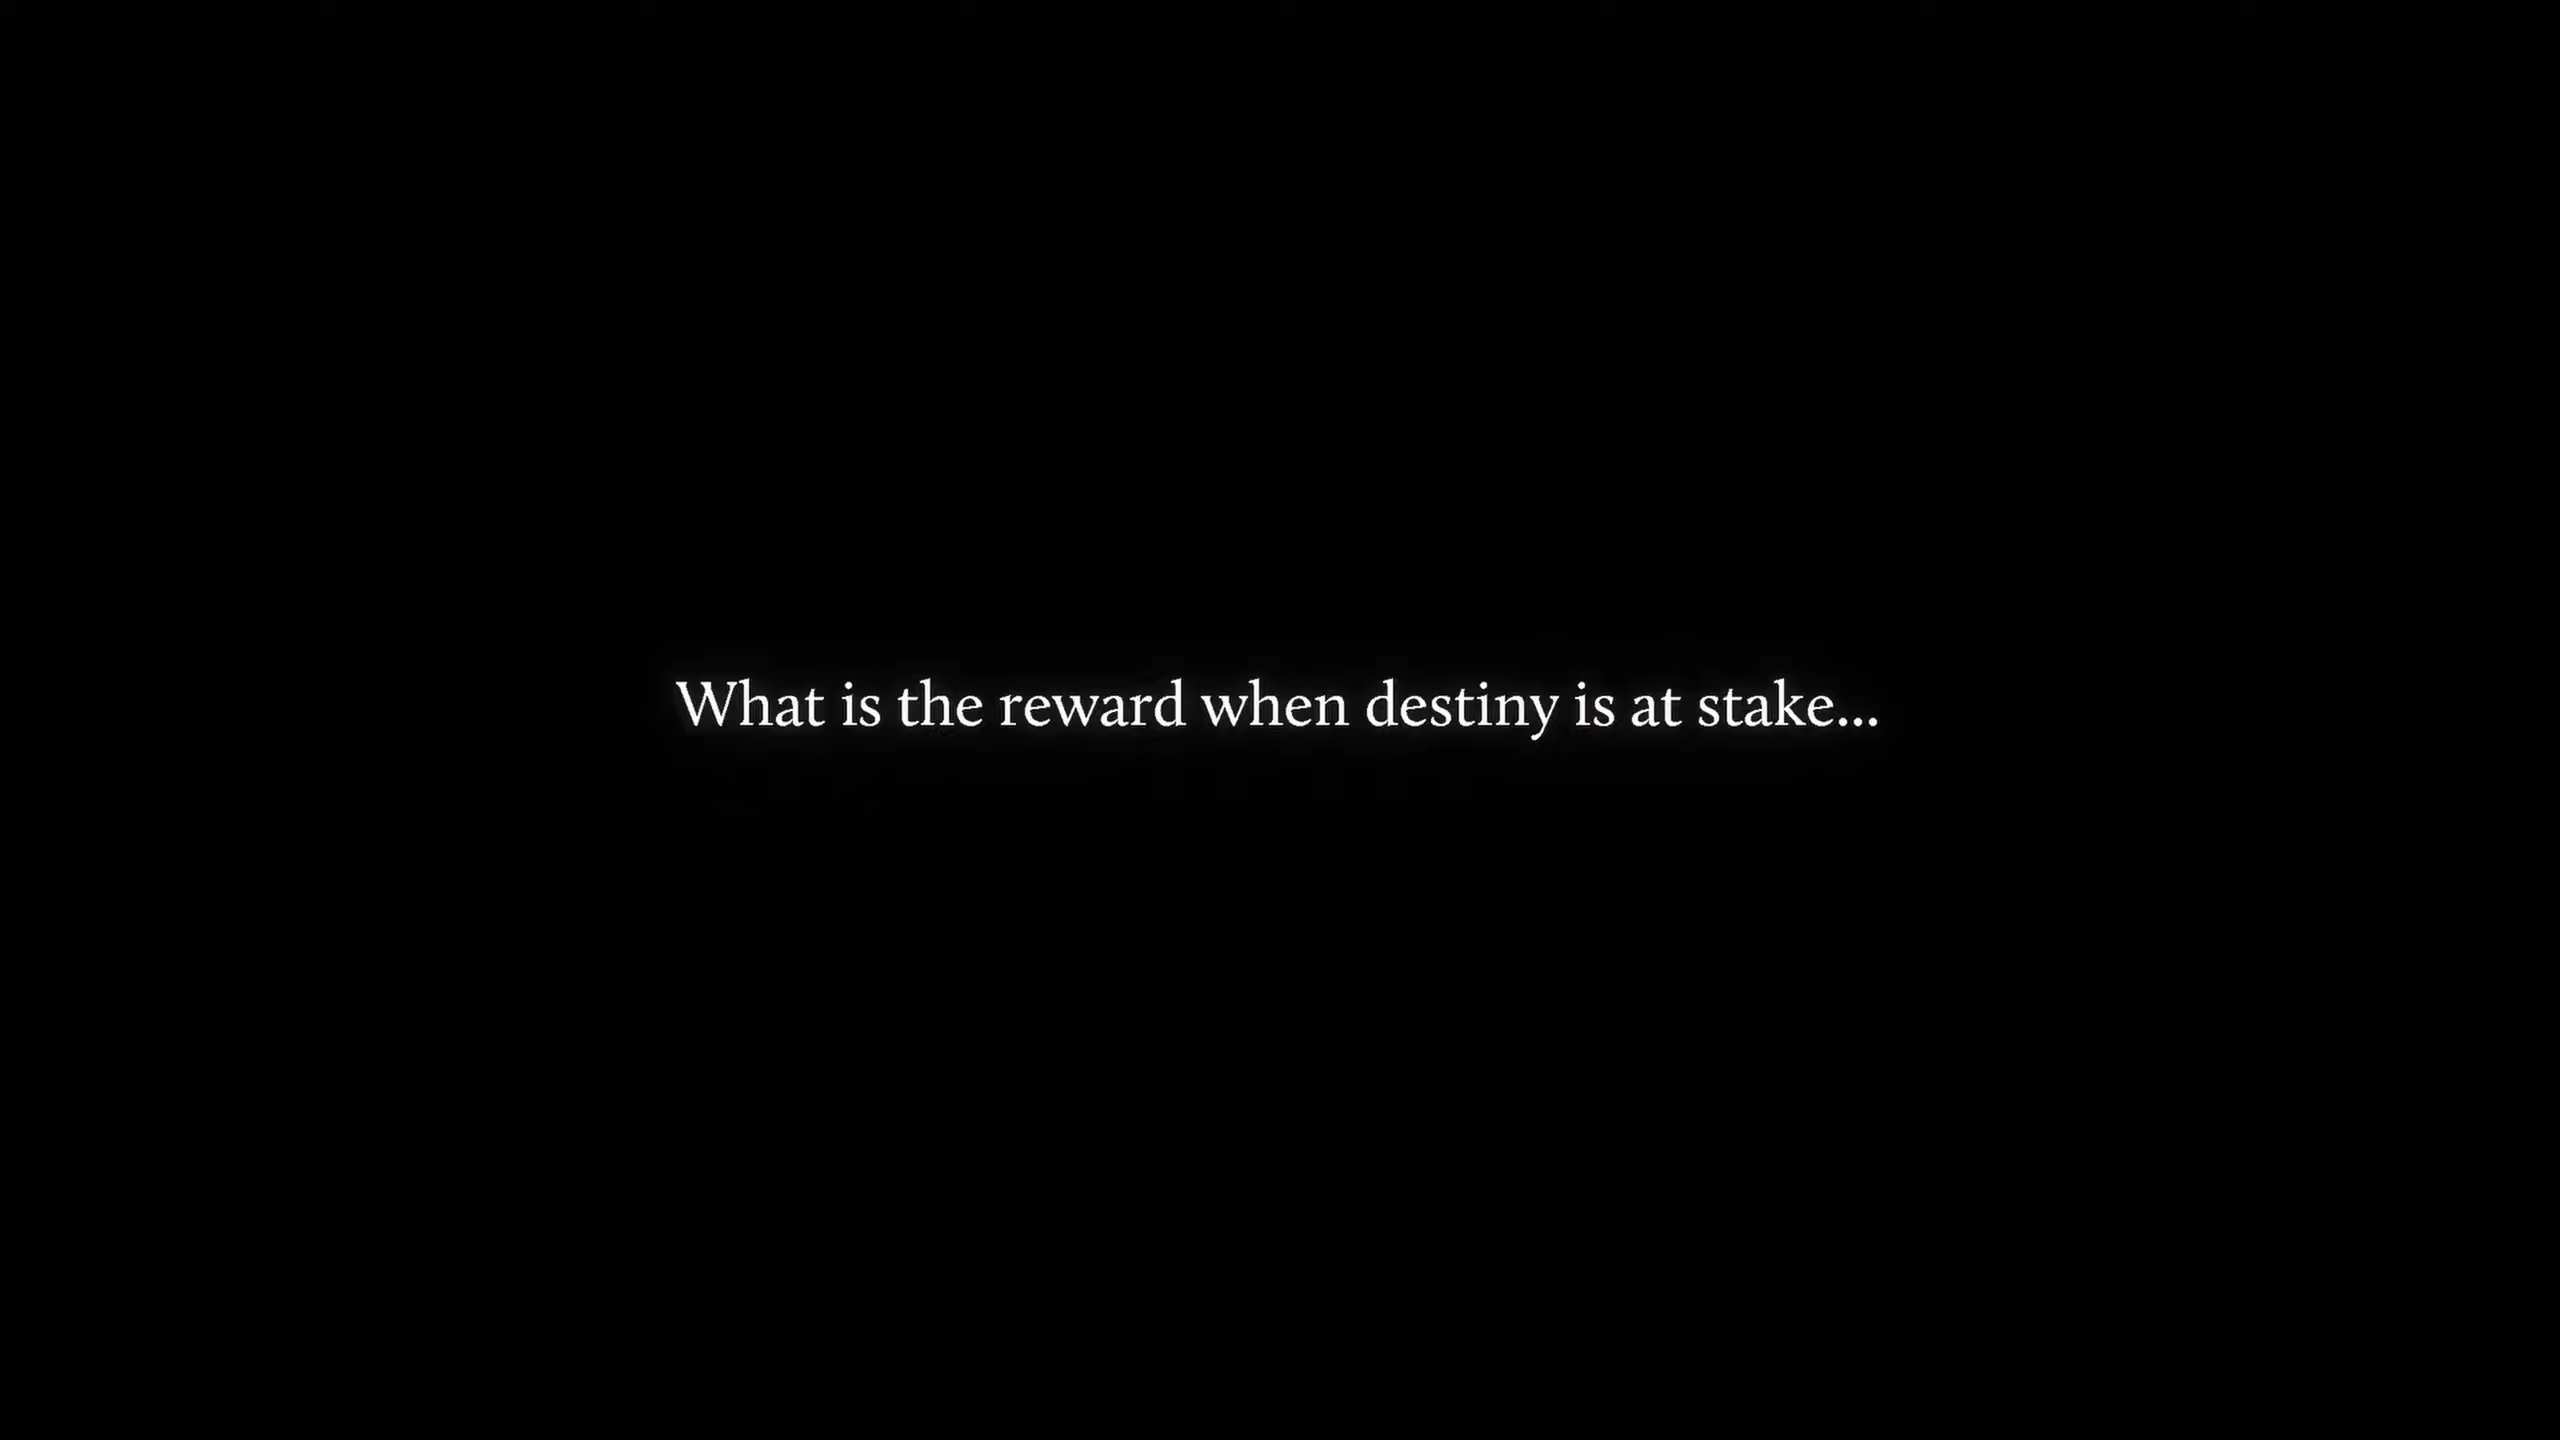 What is the reward when destiny is at stake...